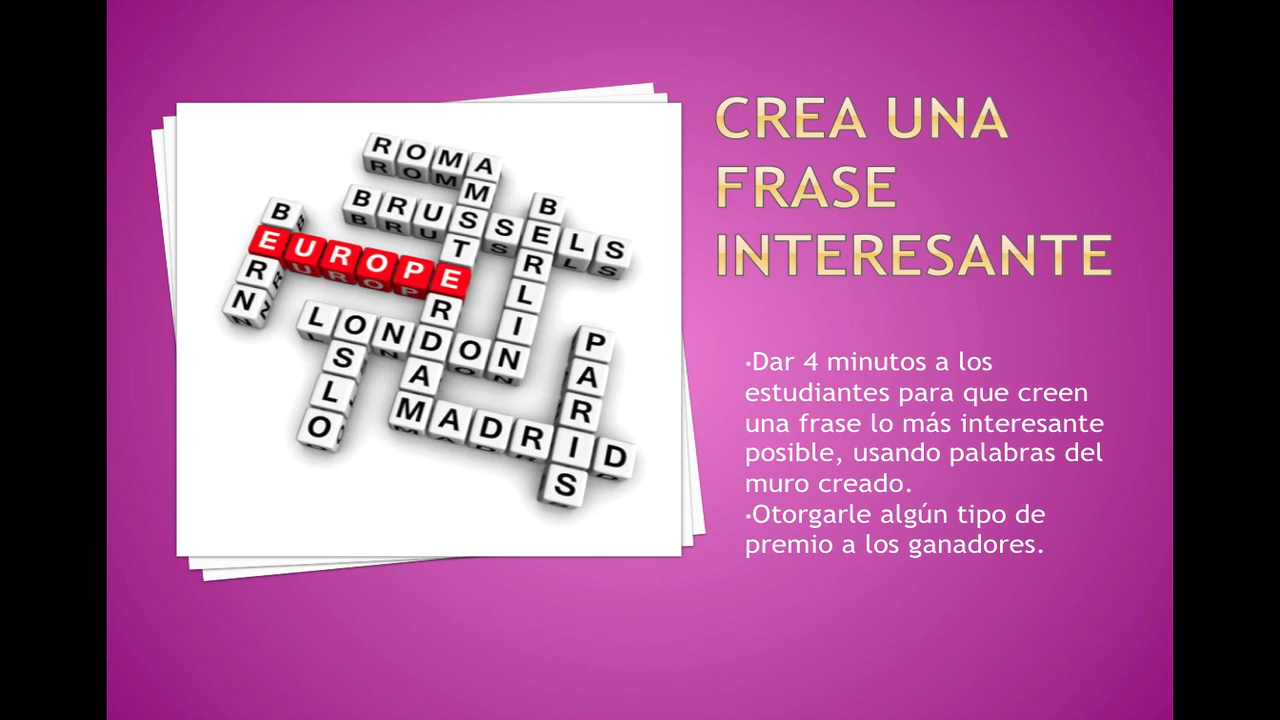 ROMA
BRUSSELS
BERN
EUROPE
AMSTERDAM
BERLIN
LONDON
OSLO
MADRID
PARIS
CREA UNA
FRASE
INTERESANTE
•Dar 4 minutos a los
estudiantes para que creen
una frase lo más interesante
posible, usando palabras del
muro creado.
•Otorgarle algún tipo de
premio a los ganadores.